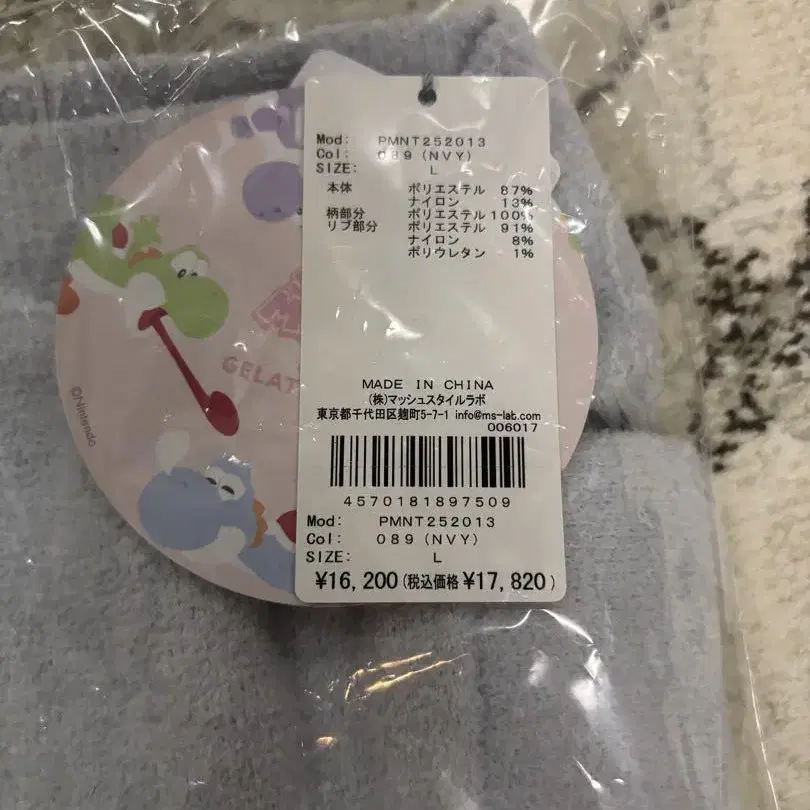 Mod: PMNT252013
Col: 089 (NVY)
SIZE: L
本体 ポリエステル 87%
ナイロン 13%
柄部分 ポリエステル 100%
リブ部分 ポリエステル 91%
ナイロン 8%
ポリウレタン 1%
GELAT
©Nintendo
MADE IN CHINA
(株)マッシュスタイルラボ
東京都千代田区麹町5-7-1 info@ms-lab.com
006017
4570181897509
Mod: PMNT252013
Col: 089 (NVY)
SIZE: L
¥16,200(税込価格¥17,820)